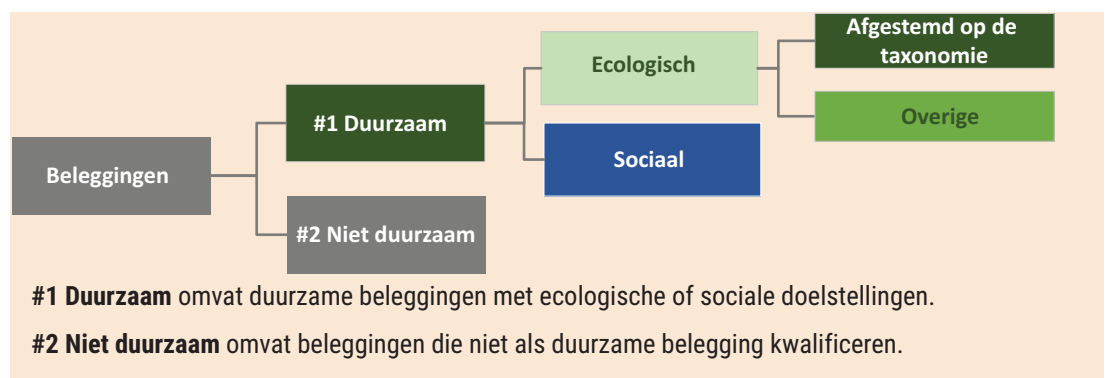 Afgestemd op de
taxonomie
Ecologisch
Overige
#1 Duurzaam
Sociaal
Beleggingen
#2 Niet duurzaam
#1 Duurzaam omvat duurzame beleggingen met ecologische of sociale doelstellingen.
#2 Niet duurzaam omvat beleggingen die niet als duurzame belegging kwalificeren.